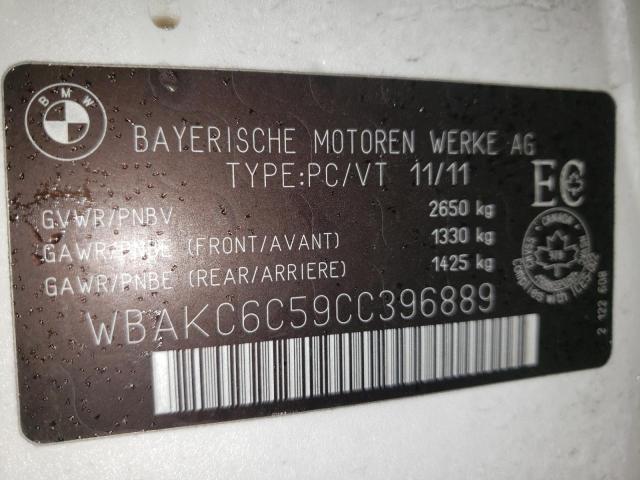 BMW
BAYERISCHE MOTOREN WERKE AG
TYPE:PC/VT 11/11
EC
GVWR/PNBV 2650 kg
GAWR/PNBE (FRONT/AVANT) 1330 kg
GAWR/PNBE (REAR/ARRIERE) 1425 kg
CANADA
WBAKC6C59CC396889
2 122 608